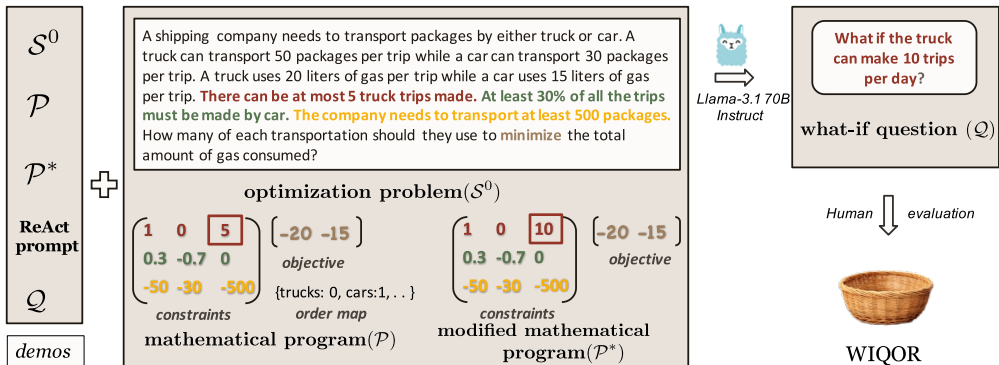 S⁰
P
P*
ReAct
prompt
Q
demos
A shipping company needs to transport packages by either truck or car. A
truck can transport 50 packages per trip while a car can transport 30 packages
per trip. A truck uses 20 liters of gas per trip while a car uses 15 liters of gas
per trip. There can be at most 5 truck trips made. At least 30% of all the trips
must be made by car. The company needs to transport at least 500 packages.
How many of each transportation should they use to minimize the total
amount of gas consumed?
optimization problem(S⁰)
1 0 5
0.3 -0.7 0
-50 -30 -500
constraints
-20 -15
objective
{trucks: 0, cars:1, . . }
order map
mathematical program(P)
1 0 10
0.3 -0.7 0
-50 -30 -500
constraints
-20 -15
objective
modified mathematical
program(P*)
Llama-3.1 70B
Instruct
What if the truck
can make 10 trips
per day?
what-if question (Q)
Human evaluation
WIQOR